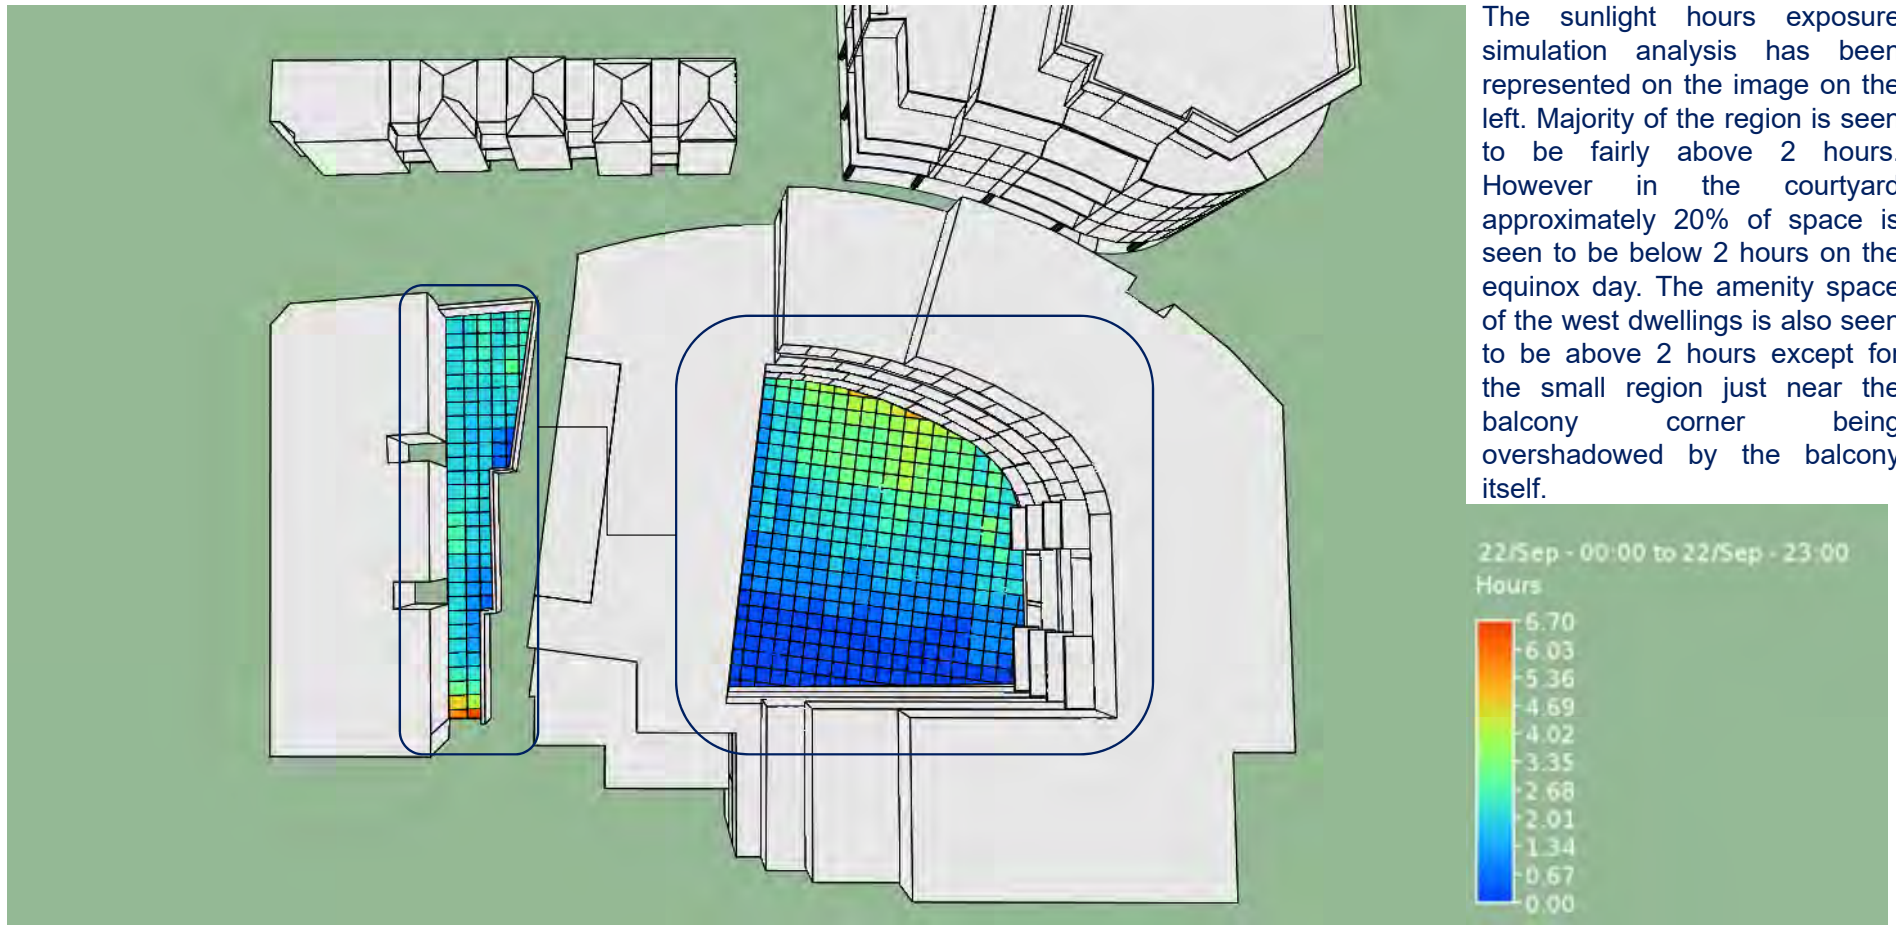 The sunlight hours exposure
simulation analysis has been
represented on the image on the
left. Majority of the region is seen
to be fairly above 2 hours.
However in the courtyard
approximately 20% of space is
seen to be below 2 hours on the
equinox day. The amenity space
of the west dwellings is also seen
to be above 2 hours except for
the small region just near the
balcony corner being
overshadowed by the balcony
itself.
22/Sep - 00:00 to 22/Sep - 23:00
Hours
6.70
6.03
5.36
4.69
4.02
3.35
2.68
2.01
1.34
0.67
0.00